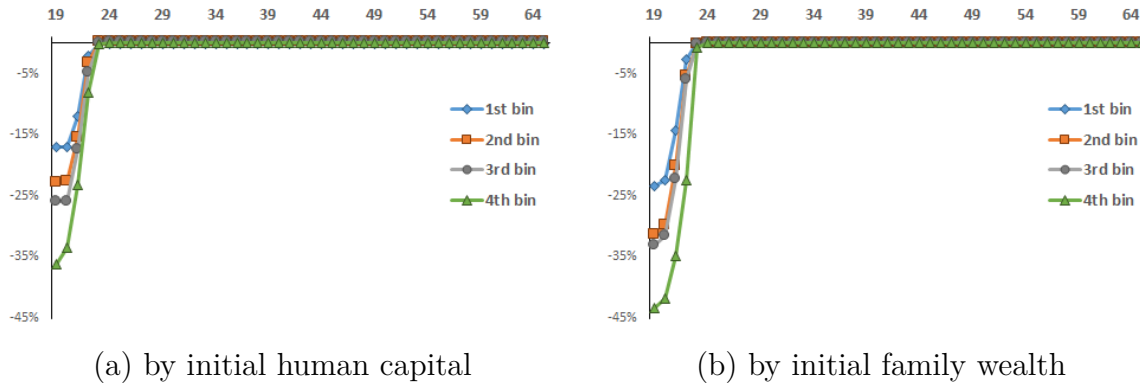 19 24 29 34 39 44 49 54 59 64
-5%
-15%
-25%
-35%
-45%
1st bin
2nd bin
3rd bin
4th bin
(a) by initial human capital
19 24 29 34 39 44 49 54 59 64
-5%
-15%
-25%
-35%
-45%
1st bin
2nd bin
3rd bin
4th bin
(b) by initial family wealth